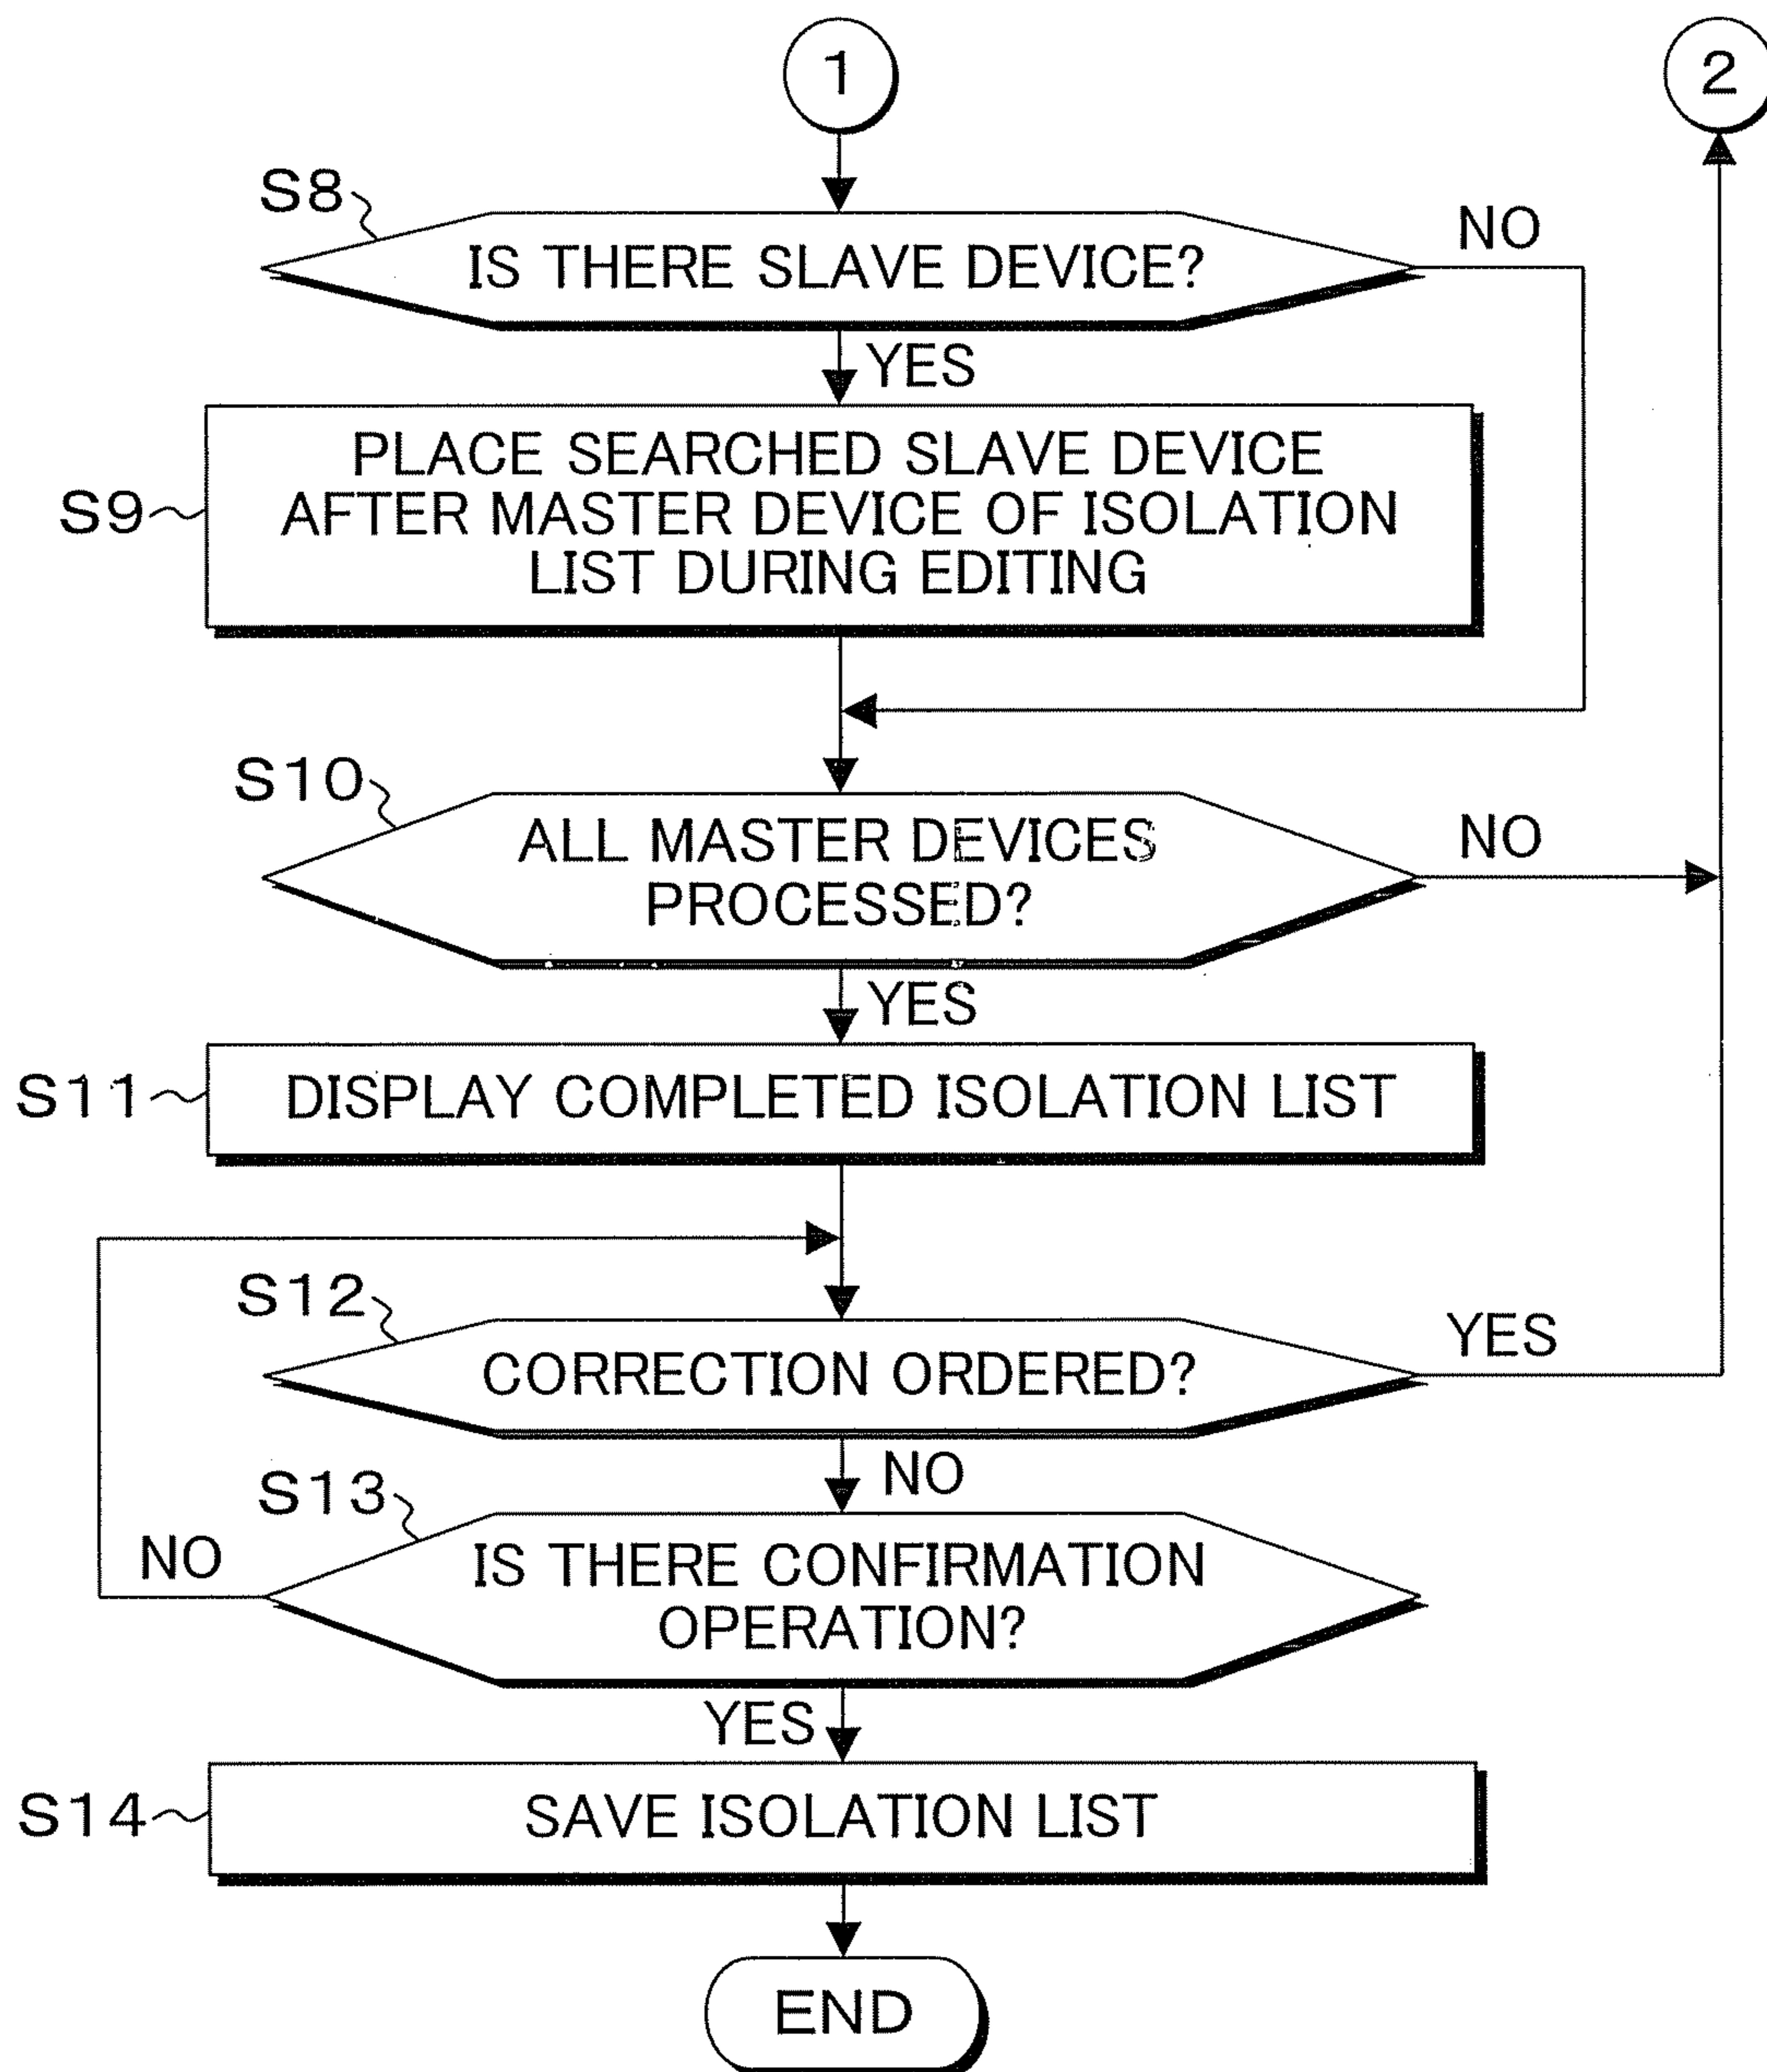 1
2
S8
IS THERE SLAVE DEVICE?
NO
YES
S9
PLACE SEARCHED SLAVE DEVICE
AFTER MASTER DEVICE OF ISOLATION
LIST DURING EDITING
S10
ALL MASTER DEVICES
PROCESSED?
NO
YES
S11
DISPLAY COMPLETED ISOLATION LIST
S12
CORRECTION ORDERED?
YES
NO
S13
IS THERE CONFIRMATION
OPERATION?
NO
YES
S14
SAVE ISOLATION LIST
END